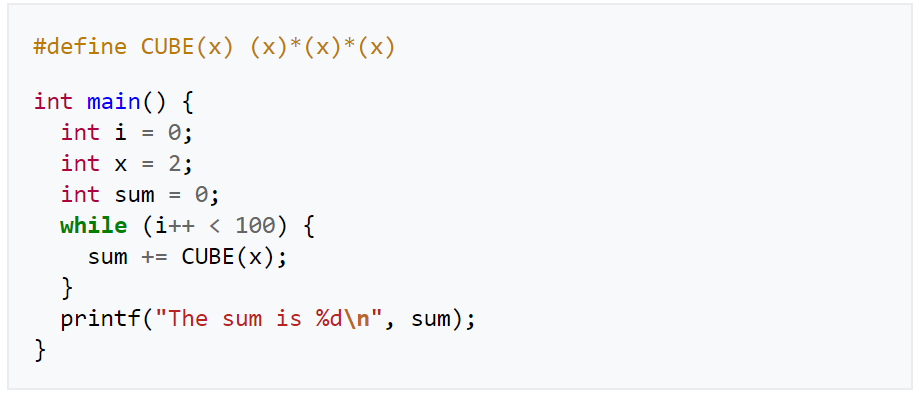 #define CUBE(x) (x)*(x)*(x)
int main() {
  int i = 0;
  int x = 2;
  int sum = 0;
  while (i++ < 100) {
    sum += CUBE(x);
  }
  printf("The sum is %d\n", sum);
}